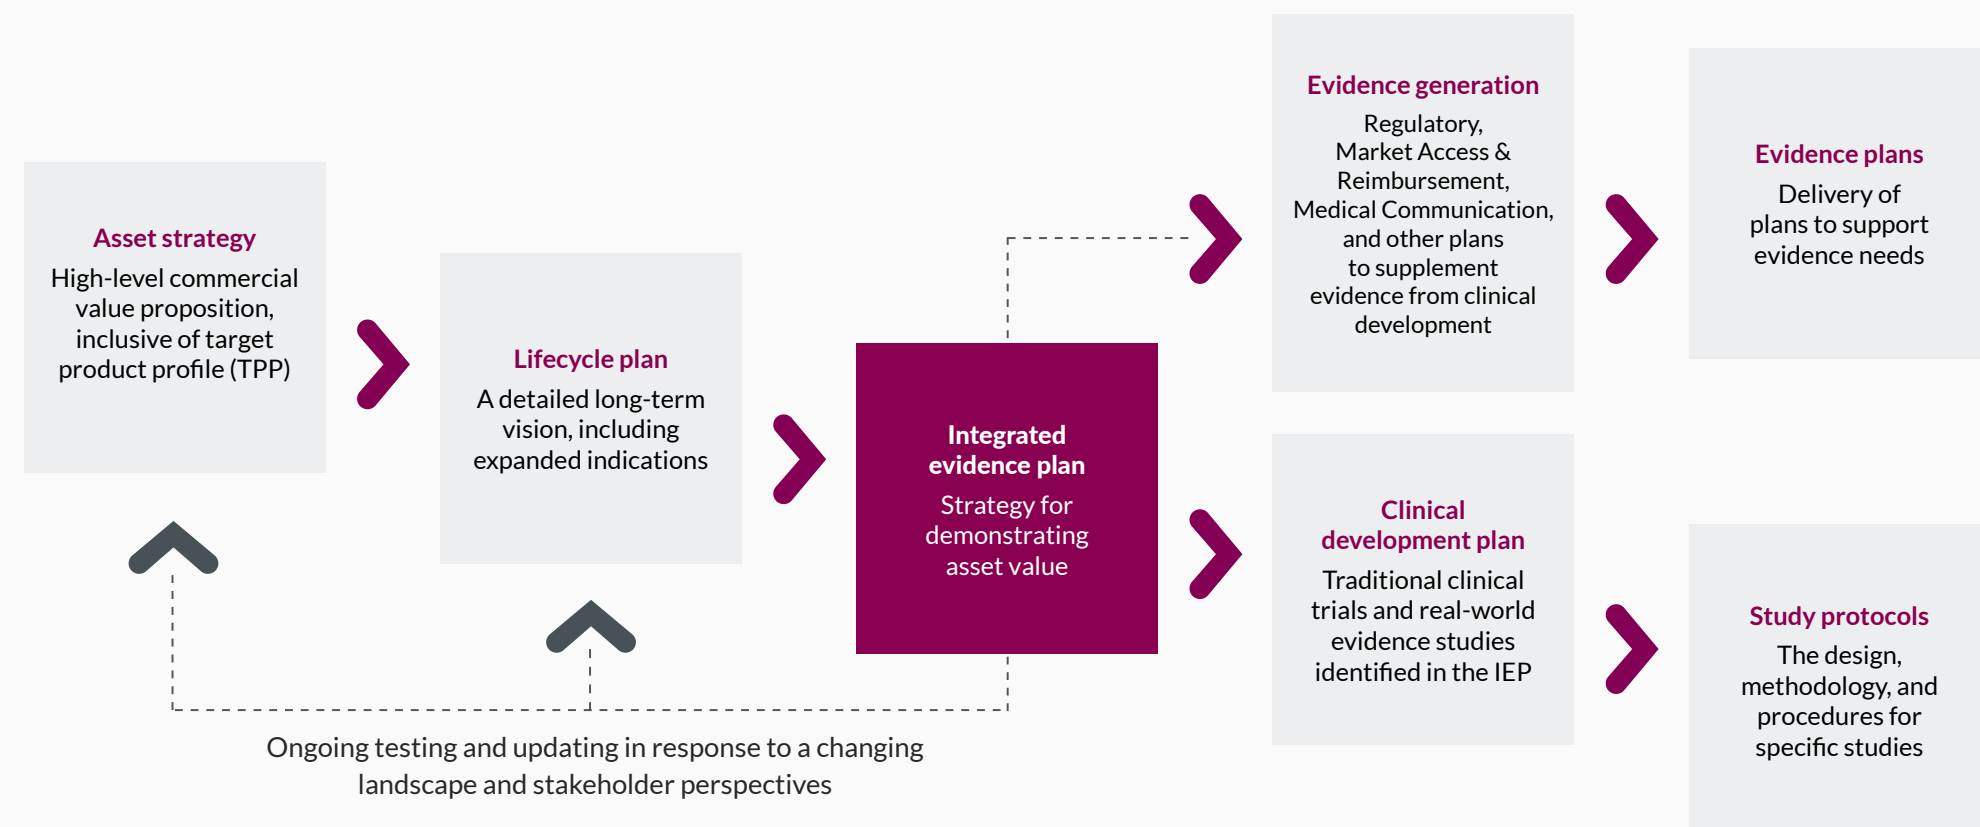 Asset strategy
High-level commercial
value proposition,
inclusive of target
product profile (TPP)
Lifecycle plan
A detailed long-term
vision, including
expanded indications
Integrated
evidence plan
Strategy for
demonstrating
asset value
Evidence generation
Regulatory,
Market Access &
Reimbursement,
Medical Communication,
and other plans
to supplement
evidence from clinical
development
Evidence plans
Delivery of
plans to support
evidence needs
Clinical
development plan
Traditional clinical
trials and real-world
evidence studies
identified in the IEP
Study protocols
The design,
methodology, and
procedures for
specific studies
Ongoing testing and updating in response to a changing
landscape and stakeholder perspectives